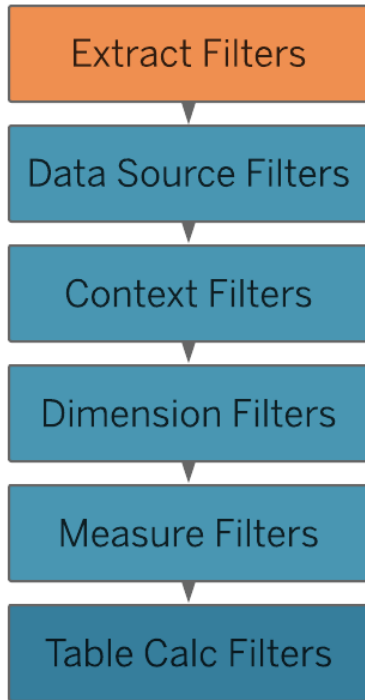 Extract Filters
Data Source Filters
Context Filters
Dimension Filters
Measure Filters
Table Calc Filters